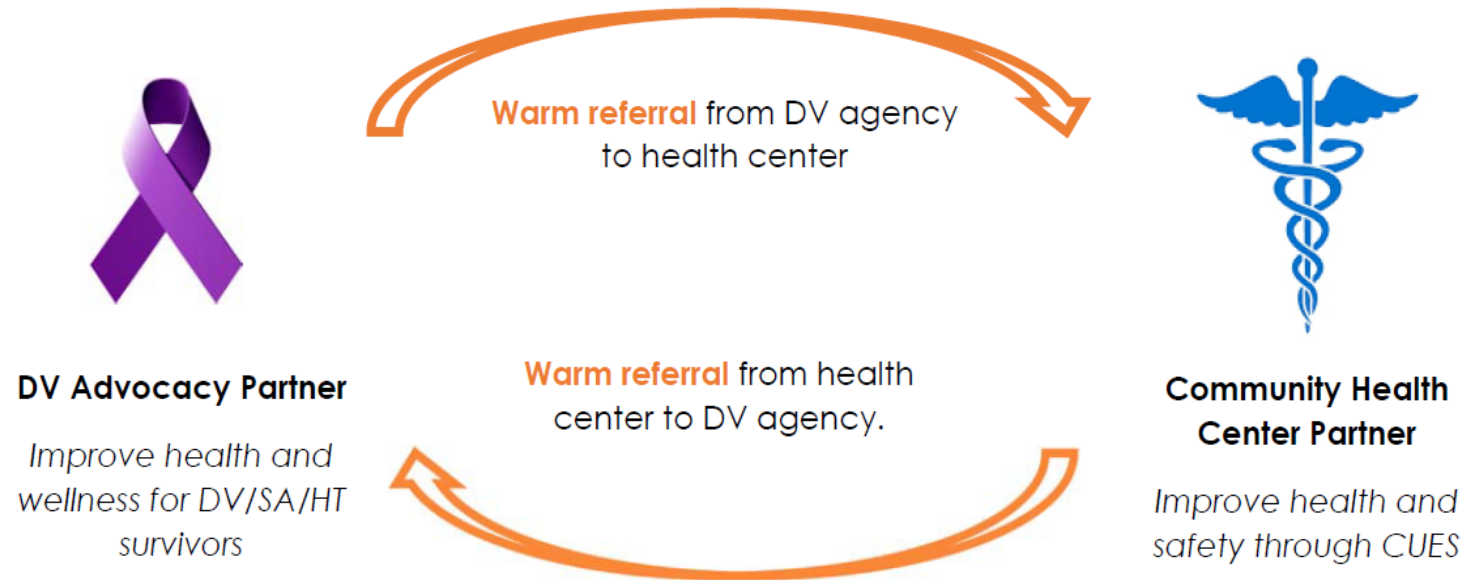 Warm referral from DV agency
to health center
DV Advocacy Partner
Improve health and
wellness for DV/SA/HT
survivors
Warm referral from health
center to DV agency.
Community Health
Center Partner
Improve health and
safety through CUES